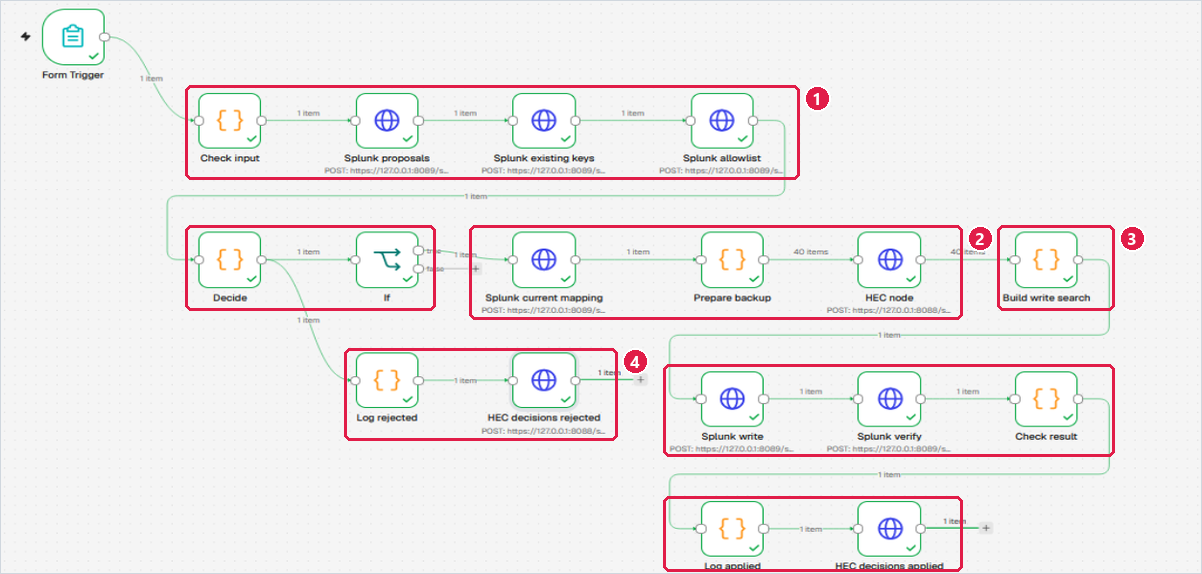 Form Trigger
1 item
1
{}
1 item
1 item
1 item
{}
Check input
Splunk proposals
Splunk existing keys
Splunk allowlist
POST: https://127.0.0.1:8089/s...
POST: https://127.0.0.1:8089/s...
POST: https://127.0.0.1:8089/s...
1 item
2
3
1 item
true
1 item
false
1 item
40 items
40 items
Decide
If
Splunk current mapping
Prepare backup
HEC node
Build write search
POST: https://127.0.0.1:8089/s...
POST: https://127.0.0.1:8088/s...
1 item
1 item
4
1 item
1 item
Log rejected
HEC decisions rejected
POST: https://127.0.0.1:8088/s...
1 item
1 item
Splunk write
Splunk verify
Check result
POST: https://127.0.0.1:8089/s...
POST: https://127.0.0.1:8089/s...
1 item
1 item
1 item
Log applied
HEC decisions applied